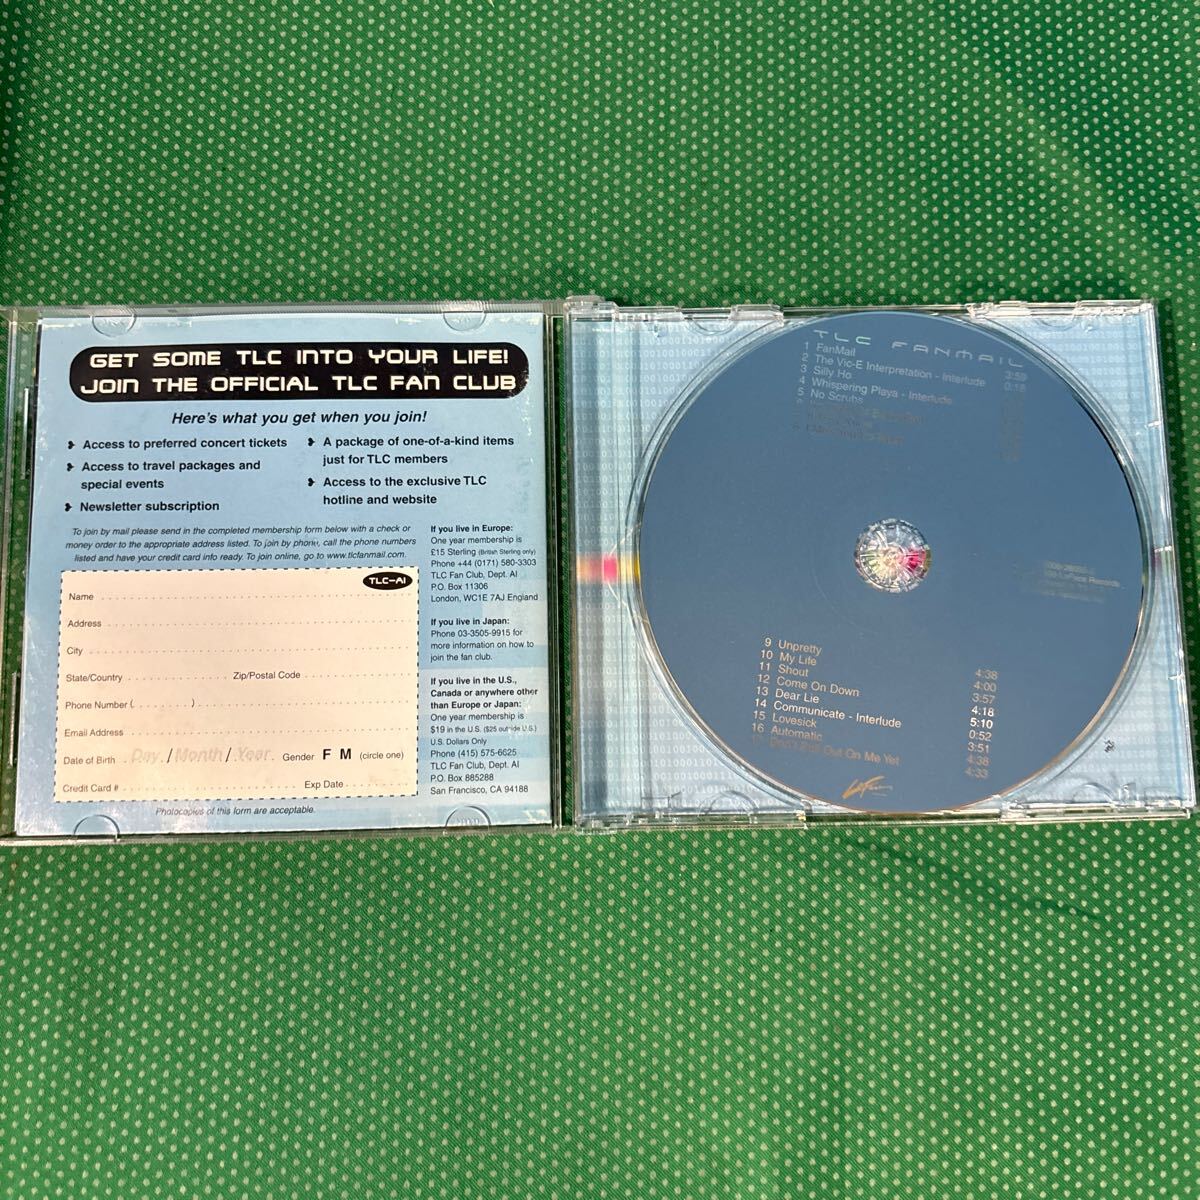 GET SOME TLC INTO YOUR LIFE!
JOIN THE OFFICIAL TLC FAN CLUB
Here's what you get when you join!
Access to preferred concert tickets
Access to travel packages and
special events
Newsletter subscription
A package of one-of-a-kind items
just for TLC members
Access to the exclusive TLC
hotline and website
To join by mail please send in the completed membership form below with a check or
money order to the appropriate address listed. To join by phone, call the phone numbers
listed and have your credit card info ready. To join online, go to www.tlcfanmail.com.
TLC-AI
Name
Address
City
State/Country Zip/Postal Code
Phone Number ( )
Email Address
Date of Birth Day/Month/Year Gender F M (circle one)
Credit Card # Exp Date
Photocopies of this form are acceptable.
If you live in Europe:
One year membership is
£15 Sterling (British Sterling only)
Phone +44 (0171) 580-3303
TLC Fan Club, Dept. AI
P.O. Box 11306
London, WC1E 7AJ England
If you live in Japan:
Phone 03-3505-9915 for
more information on how to
join the fan club.
If you live in the U.S.,
Canada or anywhere other
than Europe or Japan:
One year membership is
$19 in the U.S. ($25 outside U.S.)
U.S. Dollars Only
Phone (415) 575-6625
TLC Fan Club, Dept. AI
P.O. Box 885288
San Francisco, CA 94188
TLC FANMAIL
1 FanMail 3:59
2 The Vic-E Interpretation - Interlude 0:18
3 Silly Ho
4 Whispering Playa - Interlude
5 No Scrubs
9 Unpretty 4:38
10 My Life 4:00
11 Shout 3:57
12 Come On Down 4:18
13 Dear Lie 5:10
14 Communicate - Interlude 0:52
15 Lovesick 3:51
16 Automatic 4:38
17 Don't Pull Out On Me Yet 4:33